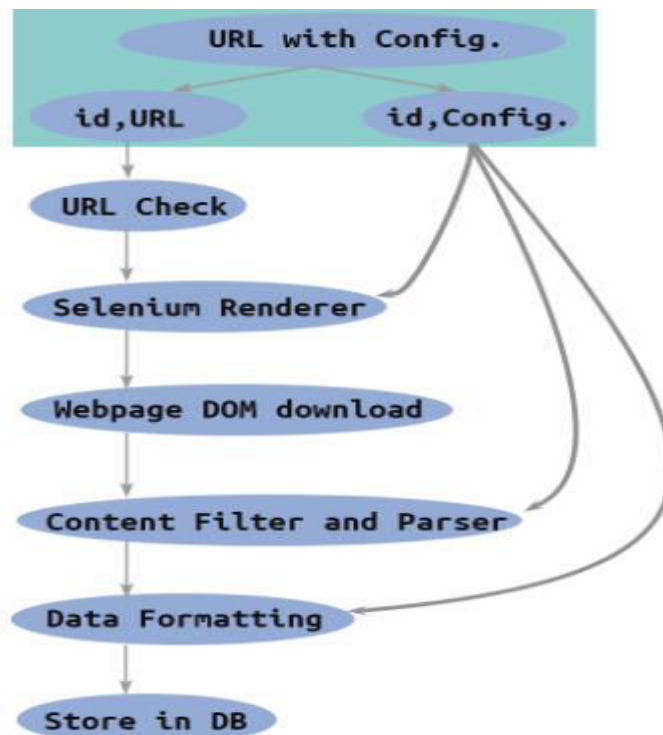 URL with Config.
id,URL
id,Config.
URL Check
Selenium Renderer
Webpage DOM download
Content Filter and Parser
Data Formatting
Store in DB